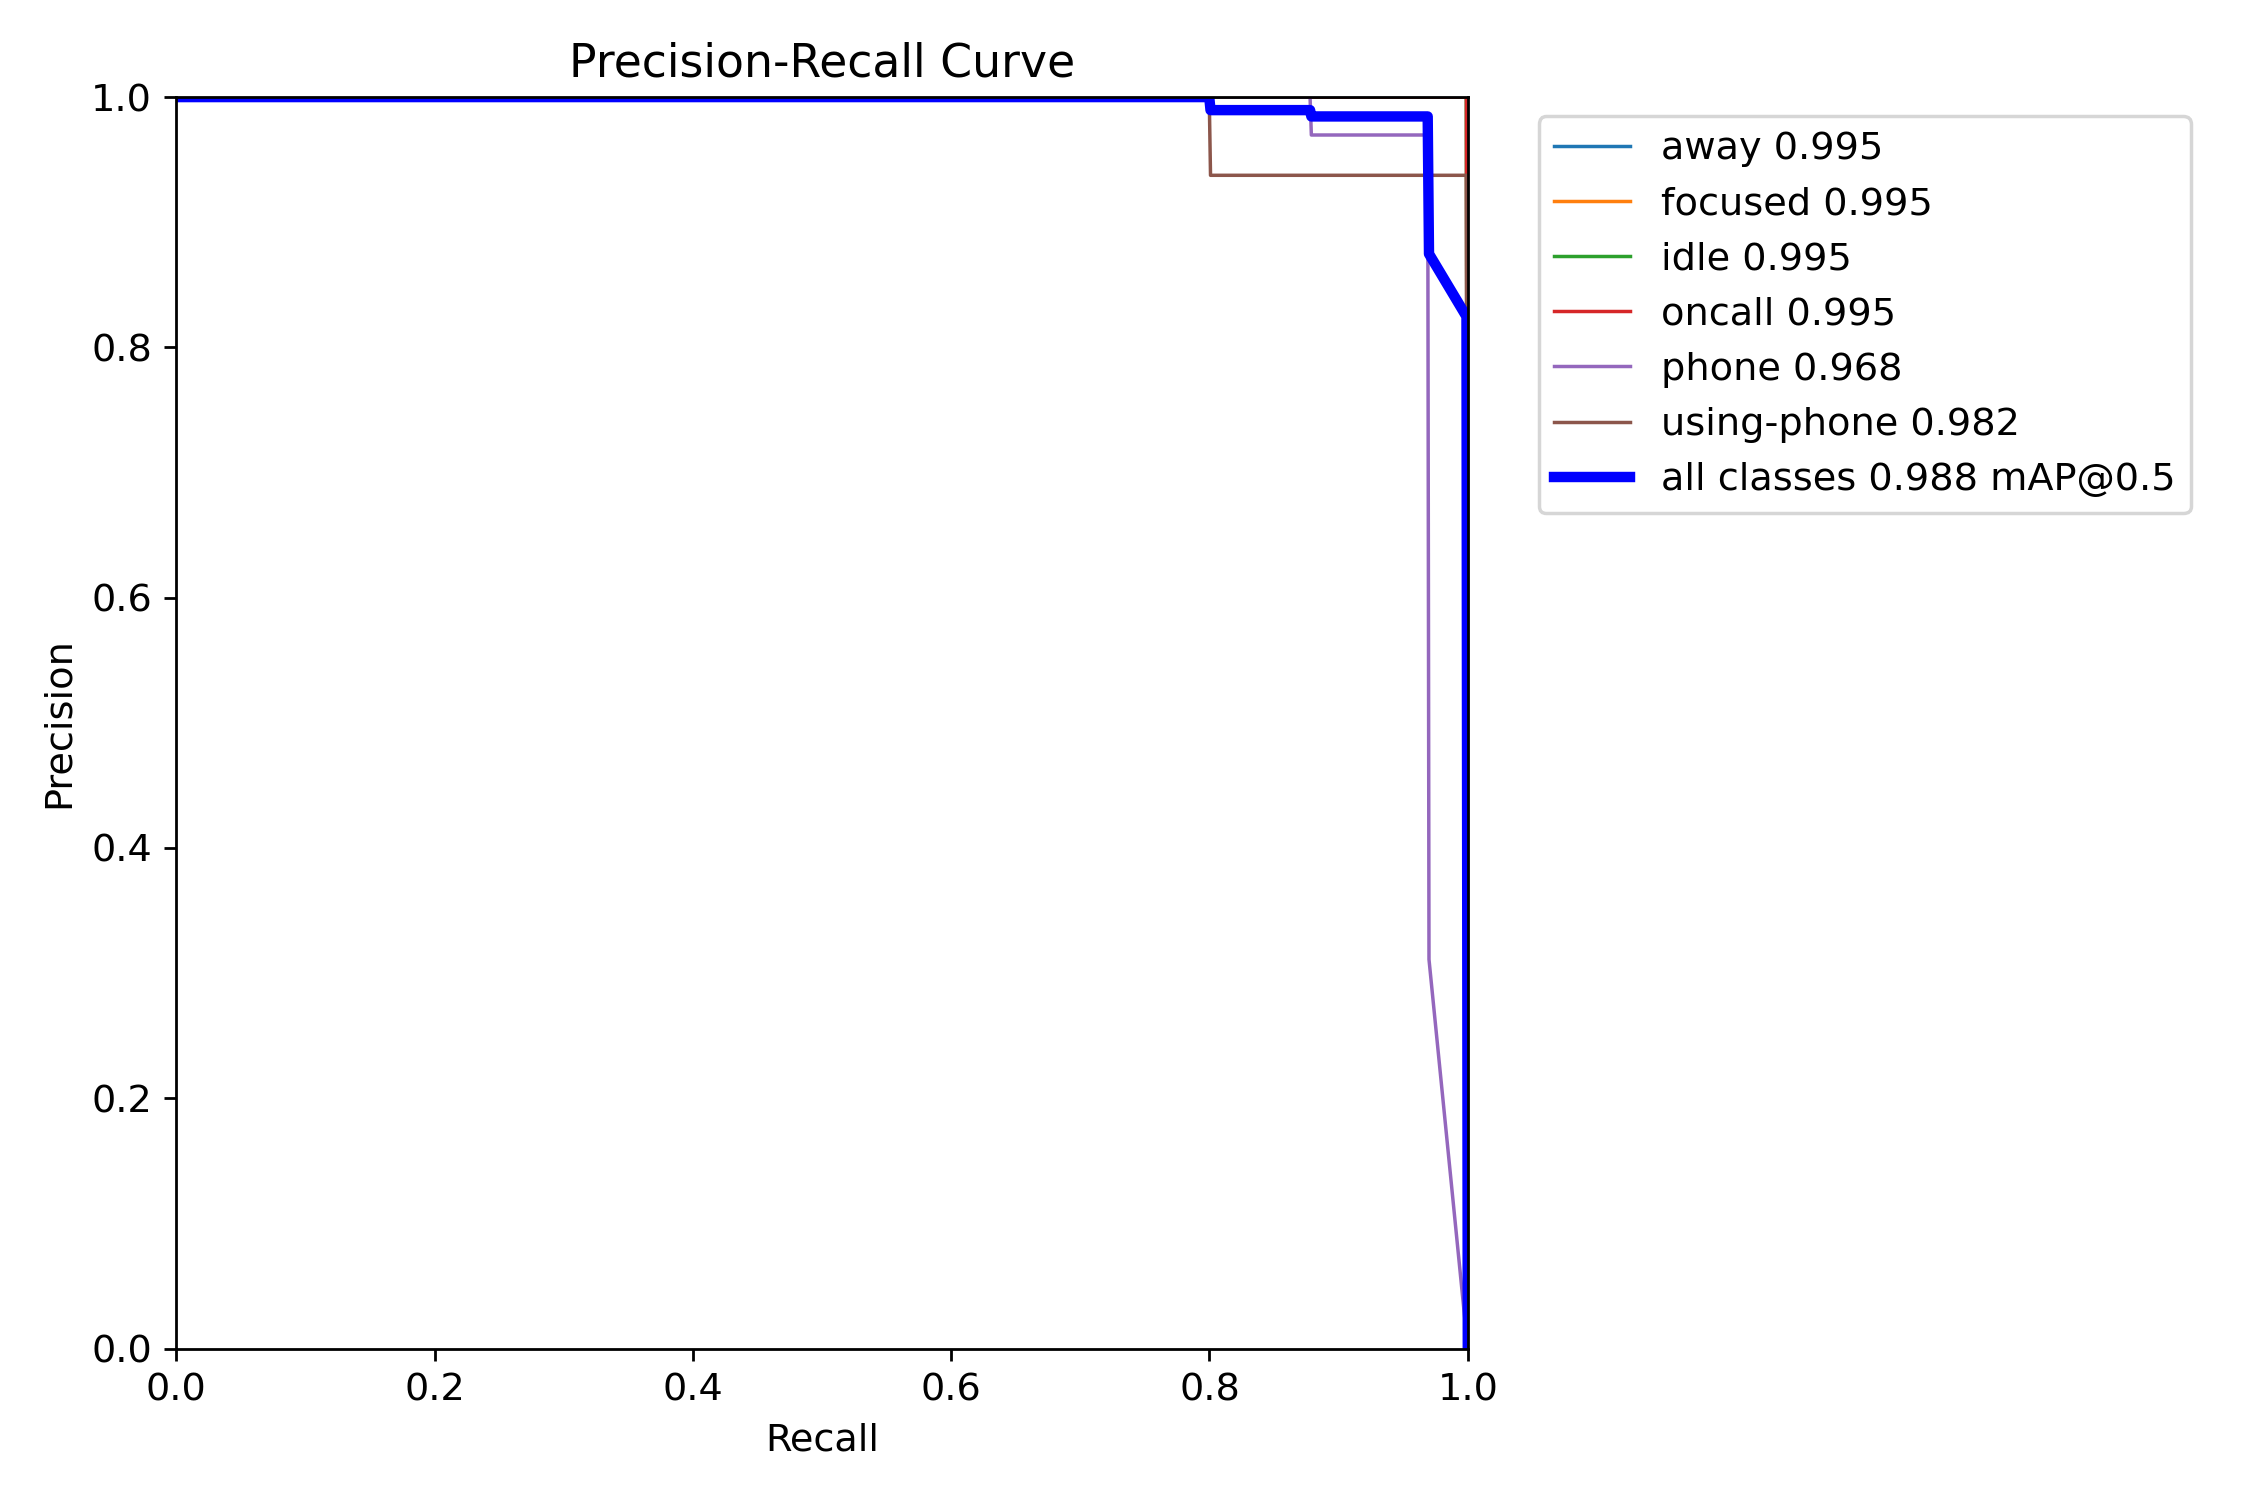 Precision-Recall Curve
1.0
0.8
0.6
0.4
0.2
0.0
Precision
0.0 0.2 0.4 0.6 0.8 1.0
Recall
away 0.995
focused 0.995
idle 0.995
oncall 0.995
phone 0.968
using-phone 0.982
all classes 0.988 mAP@0.5